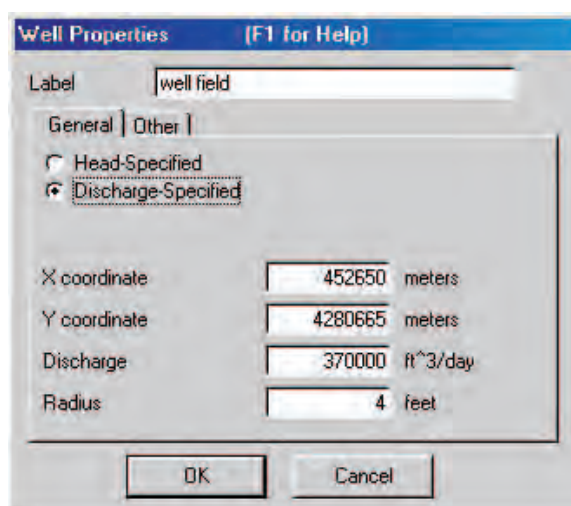 Well Properties (F1 for Help)
Label well field
General Other
Head-Specified
Discharge-Specified
X coordinate 452650 meters
Y coordinate 4280665 meters
Discharge 370000 ft^3/day
Radius 4 feet
OK Cancel